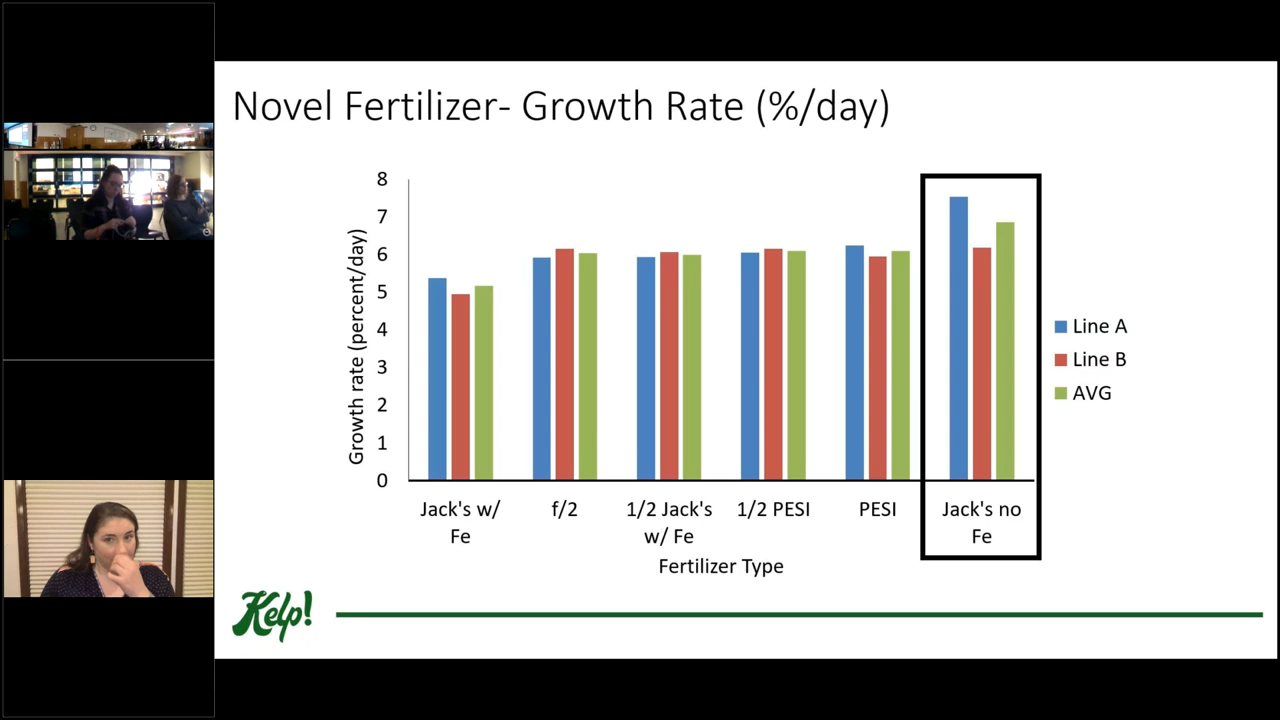 Novel Fertilizer- Growth Rate (%/day)
8
7
6
5
4
3
2
1
0
Growth rate (percent/day)
Jack's w/
Fe
f/2
1/2 Jack's
w/ Fe
1/2 PESI
PESI
Jack's no
Fe
Fertilizer Type
Line A
Line B
AVG
Kelp!